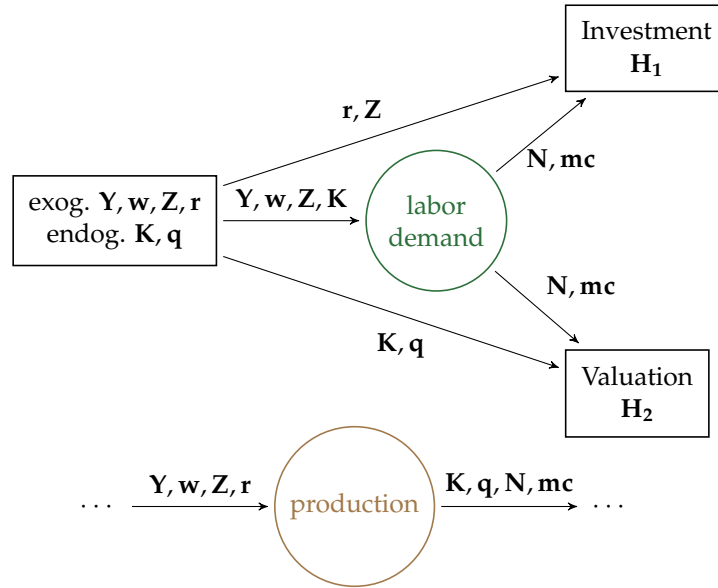 Investment
H₁
r, Z
N, mc
exog. Y, w, Z, r
endog. K, q
Y, w, Z, K
labor
demand
N, mc
K, q
Valuation
H₂
Y, w, Z, r
K, q, N, mc
· · ·
production
· · ·